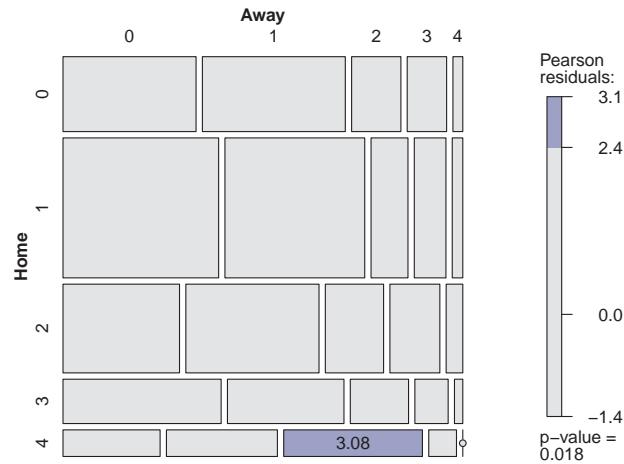 Away
0 1 2 3 4
Home
0
1
2
3
4
3.08
Pearson
residuals:
3.1
2.4
0.0
−1.4
p−value =
0.018